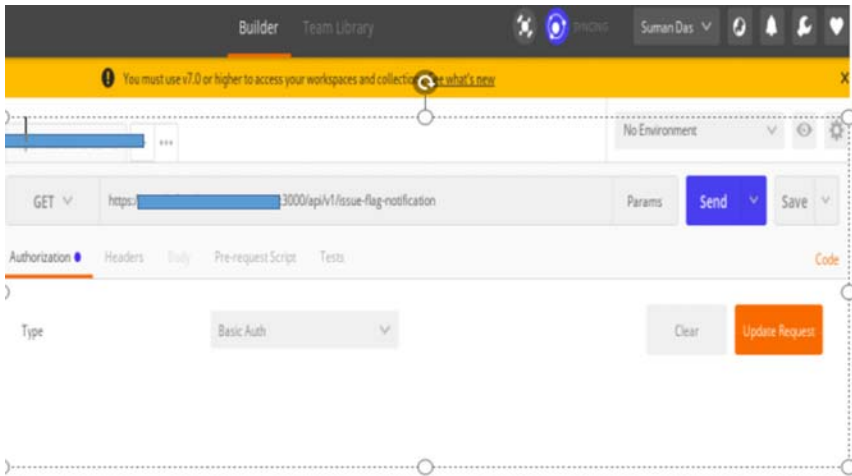 Builder Team Library SYNCING Suman Das
You must use v7.0 or higher to access your workspaces and collection see what's new X
No Environment
GET https:/ :3000/api/v1/issue-flag-notification Params Send Save
Authorization Headers Body Pre-request Script Tests Code
Type Basic Auth Clear Update Request